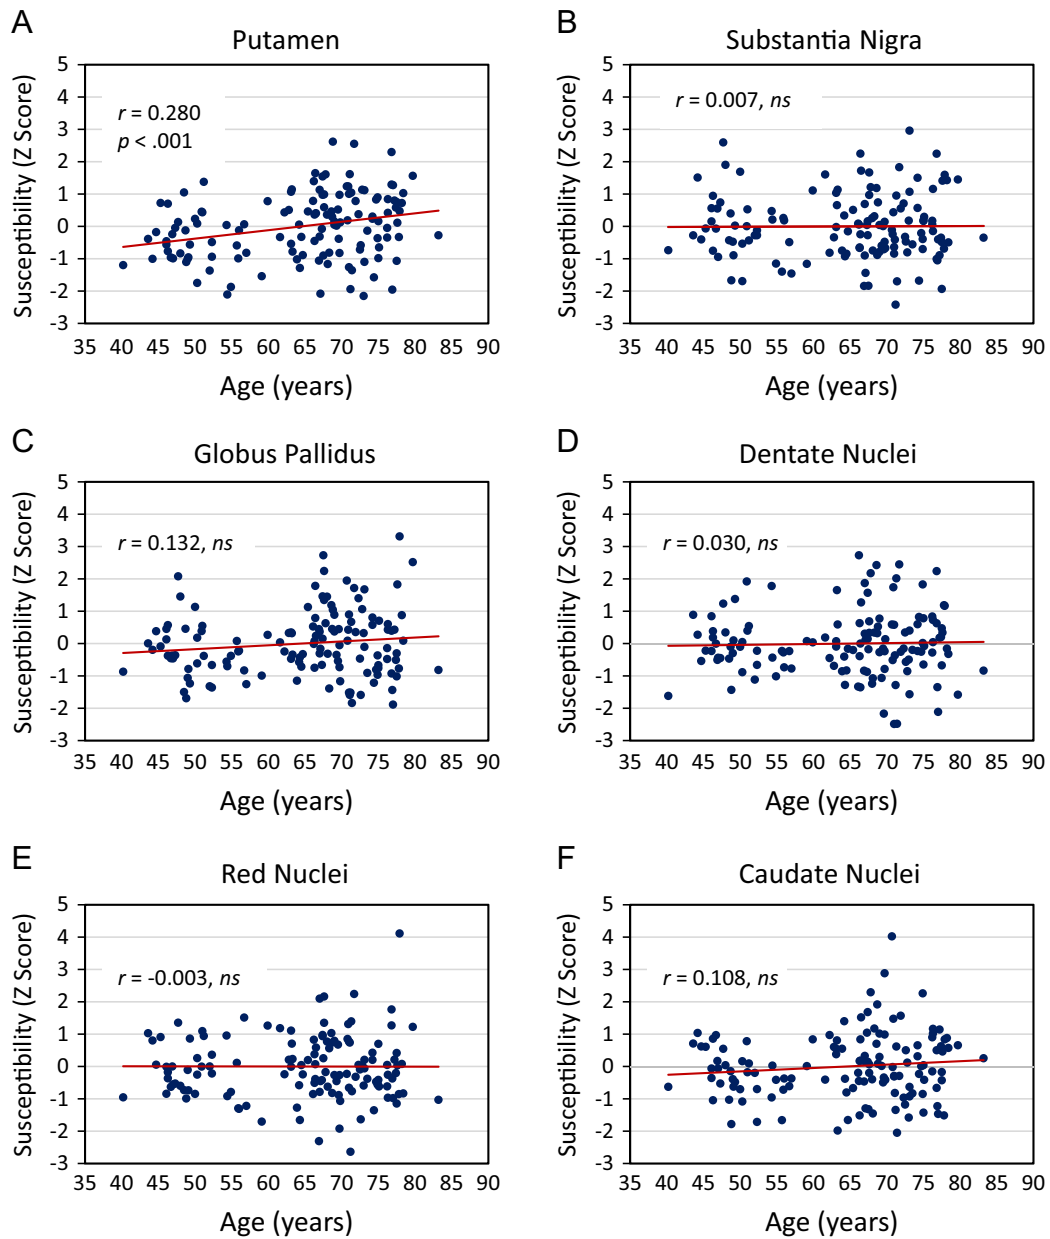 A
Putamen
Susceptibility (Z Score)
5
4
3
2
1
0
-1
-2
-3
r = 0.280
p < .001
35 40 45 50 55 60 65 70 75 80 85 90
Age (years)
B
Substantia Nigra
Susceptibility (Z Score)
5
4
3
2
1
0
-1
-2
-3
r = 0.007, ns
35 40 45 50 55 60 65 70 75 80 85 90
Age (years)
C
Globus Pallidus
Susceptibility (Z Score)
5
4
3
2
1
0
-1
-2
-3
r = 0.132, ns
35 40 45 50 55 60 65 70 75 80 85 90
Age (years)
D
Dentate Nuclei
Susceptibility (Z Score)
5
4
3
2
1
0
-1
-2
-3
r = 0.030, ns
35 40 45 50 55 60 65 70 75 80 85 90
Age (years)
E
Red Nuclei
Susceptibility (Z Score)
5
4
3
2
1
0
-1
-2
-3
r = -0.003, ns
35 40 45 50 55 60 65 70 75 80 85 90
Age (years)
F
Caudate Nuclei
Susceptibility (Z Score)
5
4
3
2
1
0
-1
-2
-3
r = 0.108, ns
35 40 45 50 55 60 65 70 75 80 85 90
Age (years)